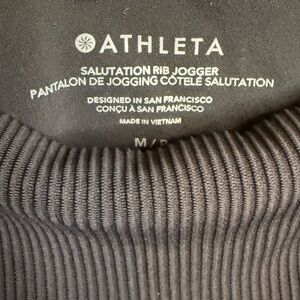 ATHLETA
SALUTATION RIB JOGGER
PANTALON DE JOGGING CÔTELÉ SALUTATION
DESIGNED IN SAN FRANCISCO
CONÇU À SAN FRANCISCO
MADE IN VIETNAM
M /